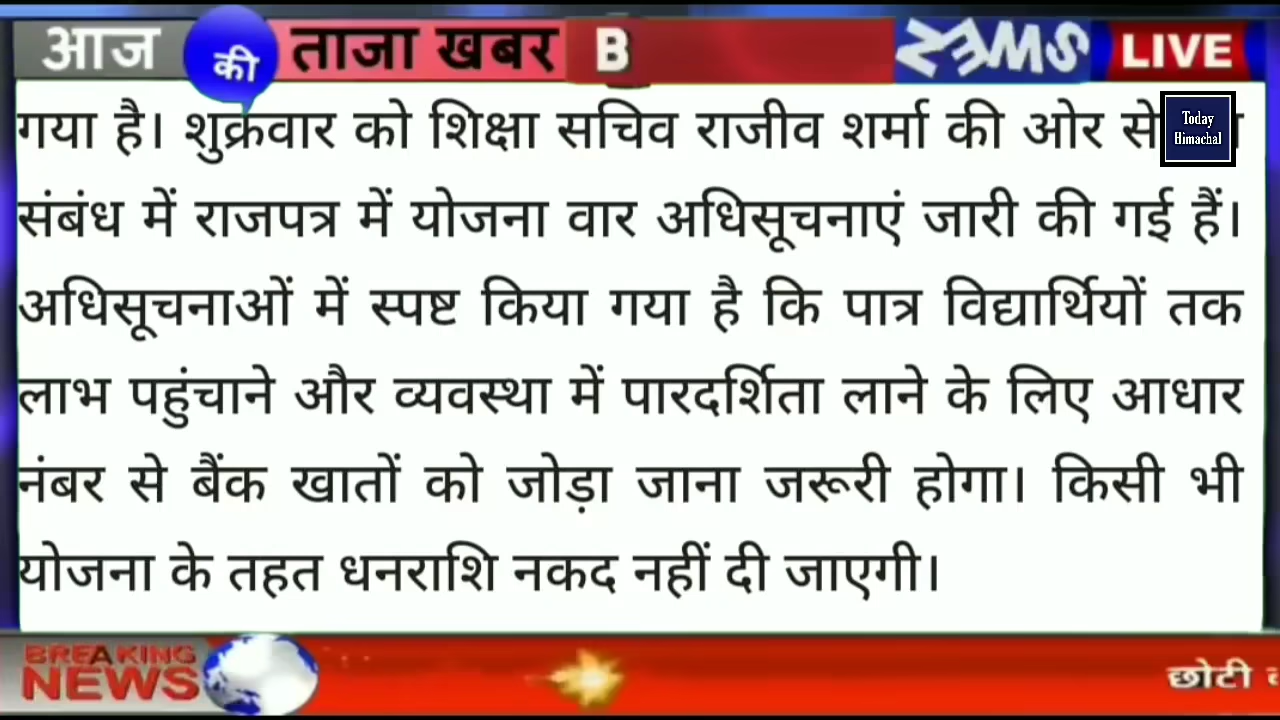 आज की ताजा खबर B NEWS LIVE
Today
Himachal
गया है। शुक्रवार को शिक्षा सचिव राजीव शर्मा की ओर से
संबंध में राजपत्र में योजना वार अधिसूचनाएं जारी की गई हैं।
अधिसूचनाओं में स्पष्ट किया गया है कि पात्र विद्यार्थियों तक
लाभ पहुंचाने और व्यवस्था में पारदर्शिता लाने के लिए आधार
नंबर से बैंक खातों को जोड़ा जाना जरूरी होगा। किसी भी
योजना के तहत धनराशि नकद नहीं दी जाएगी।
BREAKING
NEWS
छोटी